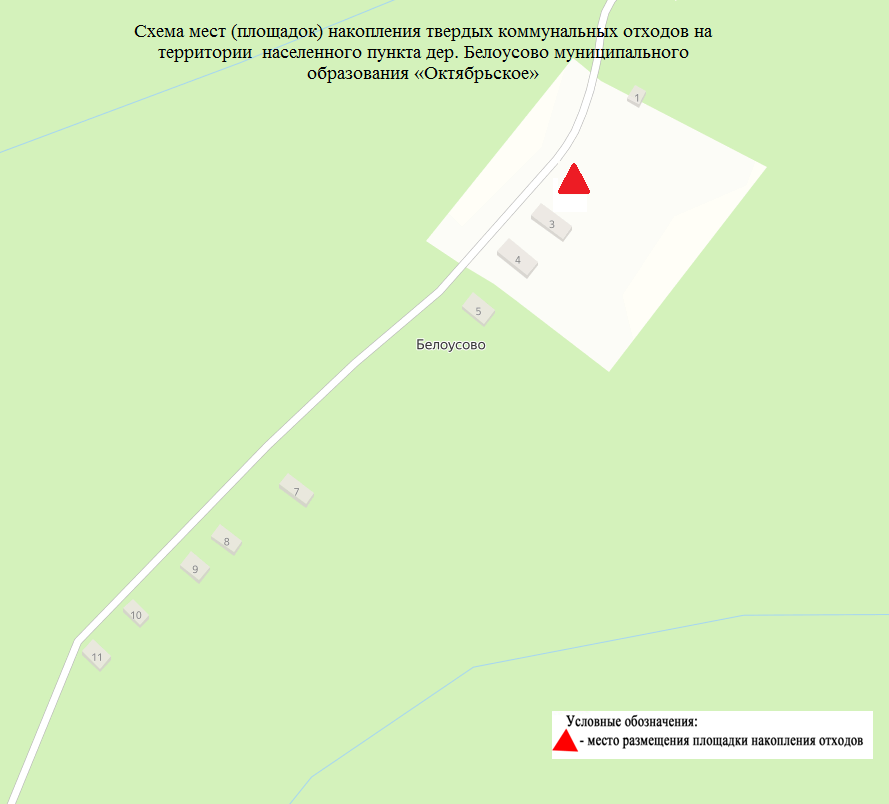 Схема мест (площадок) накопления твердых коммунальных отходов на
территории населенного пункта дер. Белоусово муниципального
образования «Октябрьское»
1
3
4
5
Белоусово
7
8
9
10
11
Условные обозначения:
- место размещения площадки накопления отходов